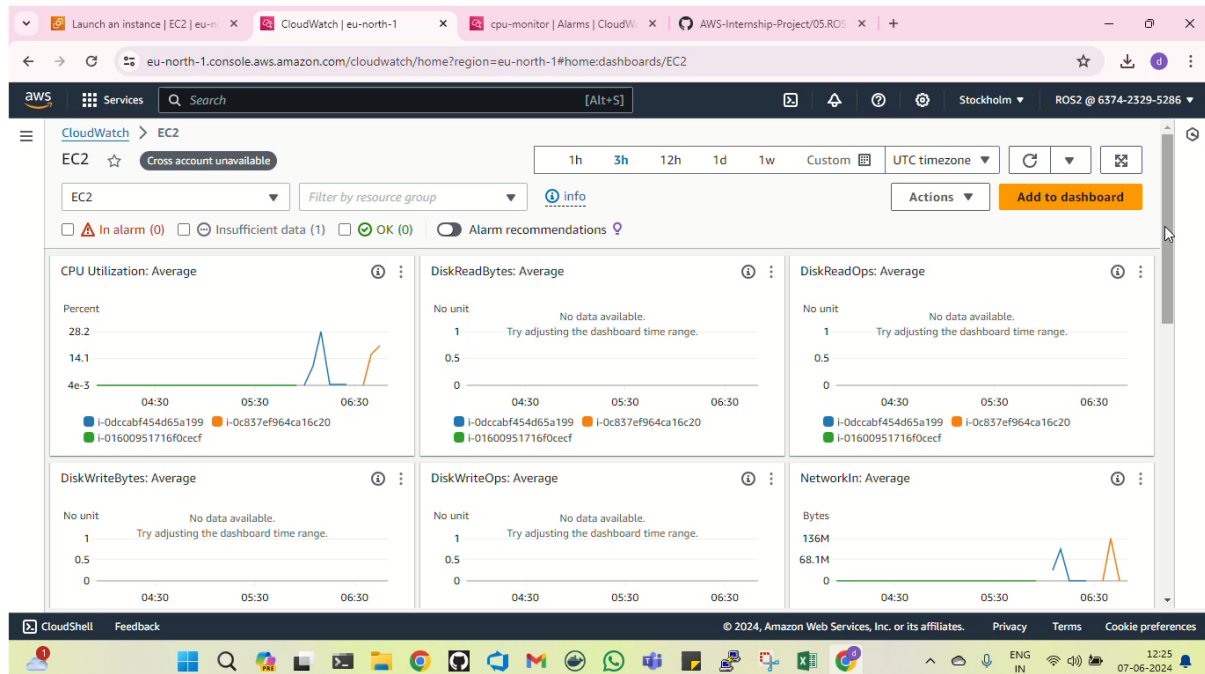 Launch an instance | EC2 | eu-n
CloudWatch | eu-north-1
cpu-monitor | Alarms | CloudW
AWS-Internship-Project/05.ROS
eu-north-1.console.aws.amazon.com/cloudwatch/home?region=eu-north-1#home:dashboards/EC2
d
aws
Services
Search
[Alt+S]
Stockholm
ROS2 @ 6374-2329-5286
CloudWatch > EC2
EC2
Cross account unavailable
1h 3h 12h 1d 1w Custom
UTC timezone
EC2
Filter by resource group
info
Actions
Add to dashboard
In alarm (0)
Insufficient data (1)
OK (0)
Alarm recommendations
CPU Utilization: Average
Percent
28.2
14.1
4e-3
04:30 05:30 06:30
i-0dccabf454d65a199 i-0c837ef964ca16c20
i-01600951716f0cecf
DiskReadBytes: Average
No unit
No data available.
Try adjusting the dashboard time range.
1
0.5
0
04:30 05:30 06:30
i-0dccabf454d65a199 i-0c837ef964ca16c20
i-01600951716f0cecf
DiskReadOps: Average
No unit
No data available.
Try adjusting the dashboard time range.
1
0.5
0
04:30 05:30 06:30
i-0dccabf454d65a199 i-0c837ef964ca16c20
i-01600951716f0cecf
DiskWriteBytes: Average
No unit
No data available.
Try adjusting the dashboard time range.
1
0.5
0
04:30 05:30 06:30
DiskWriteOps: Average
No unit
No data available.
Try adjusting the dashboard time range.
1
0.5
0
04:30 05:30 06:30
NetworkIn: Average
Bytes
136M
68.1M
0
04:30 05:30 06:30
CloudShell
Feedback
© 2024, Amazon Web Services, Inc. or its affiliates.
Privacy
Terms
Cookie preferences
1
PRE
d
ENG
IN
12:25
07-06-2024